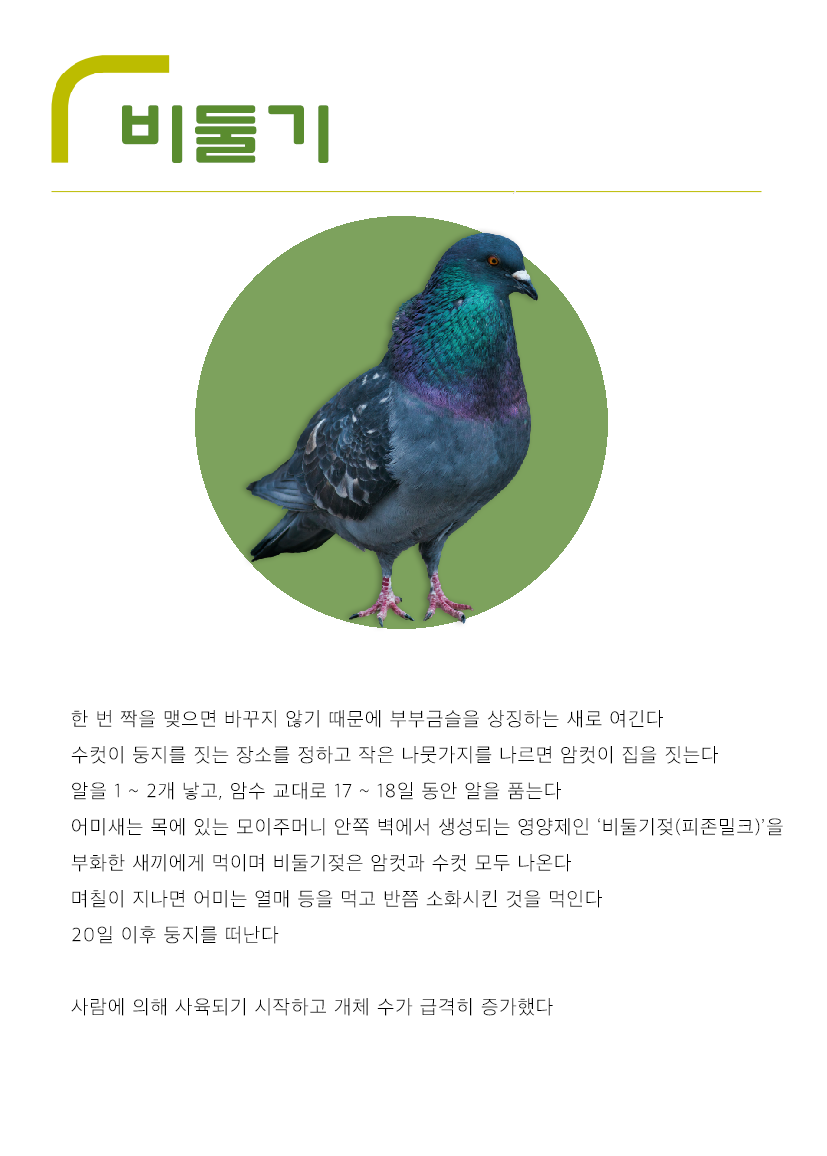 비둘기
한 번 짝을 맺으면 바꾸지 않기 때문에 부부금슬을 상징하는 새로 여긴다
수컷이 둥지를 짓는 장소를 정하고 작은 나뭇가지를 나르면 암컷이 집을 짓는다
알을 1 ~ 2개 낳고, 암수 교대로 17 ~ 18일 동안 알을 품는다
어미새는 목에 있는 모이주머니 안쪽 벽에서 생성되는 영양제인 ‘비둘기젖(피존밀크)’을
부화한 새끼에게 먹이며 비둘기젖은 암컷과 수컷 모두 나온다
며칠이 지나면 어미는 열매 등을 먹고 반쯤 소화시킨 것을 먹인다
20일 이후 둥지를 떠난다
사람에 의해 사육되기 시작하고 개체 수가 급격히 증가했다